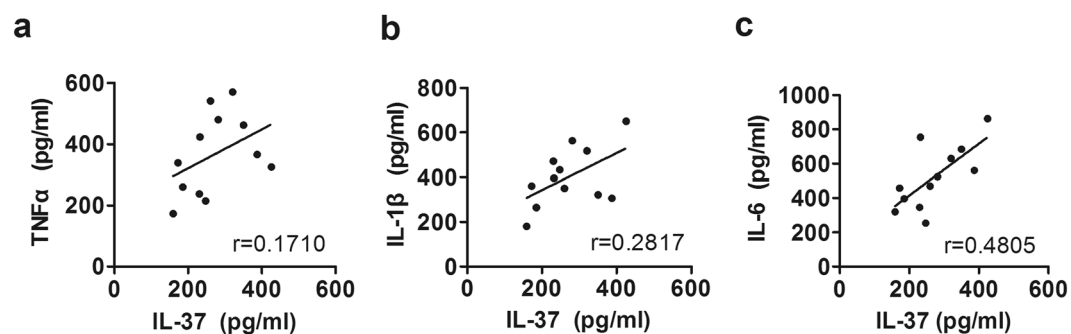 a
600
400
200
0
TNFα (pg/ml)
r=0.1710
0 200 400 600
IL-37 (pg/ml)
b
800
600
400
200
0
IL-1β (pg/ml)
r=0.2817
0 200 400 600
IL-37 (pg/ml)
c
1000
800
600
400
200
0
IL-6 (pg/ml)
r=0.4805
0 200 400 600
IL-37 (pg/ml)